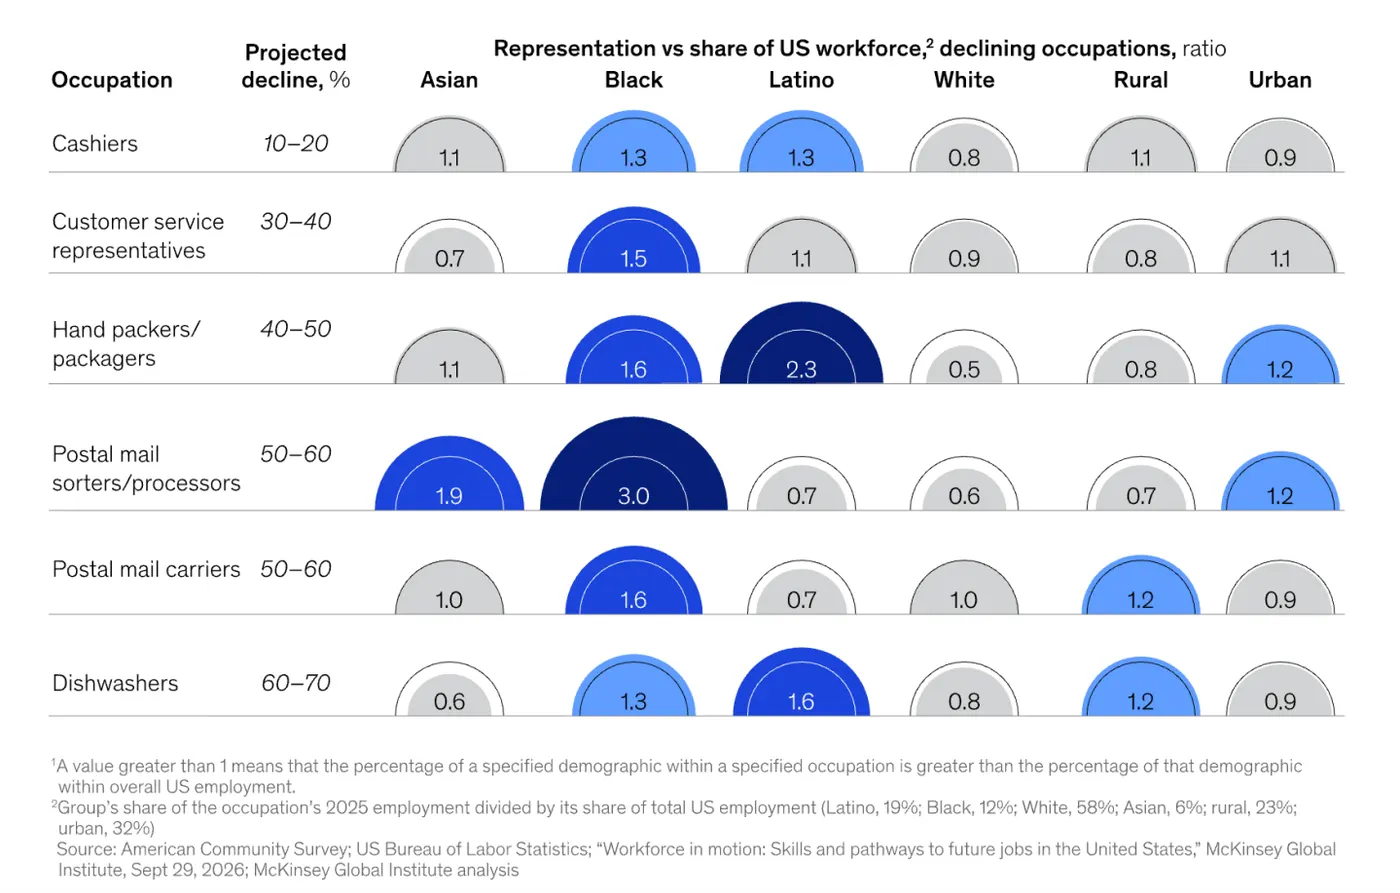 Representation vs share of US workforce,² declining occupations, ratio
Occupation
Projected
decline, %
Asian
Black
Latino
White
Rural
Urban
Cashiers
10–20
1.1
1.3
1.3
0.8
1.1
0.9
Customer service
representatives
30–40
0.7
1.5
1.1
0.9
0.8
1.1
Hand packers/
packagers
40–50
1.1
1.6
2.3
0.5
0.8
1.2
Postal mail
sorters/processors
50–60
1.9
3.0
0.7
0.6
0.7
1.2
Postal mail carriers
50–60
1.0
1.6
0.7
1.0
1.2
0.9
Dishwashers
60–70
0.6
1.3
1.6
0.8
1.2
0.9
¹A value greater than 1 means that the percentage of a specified demographic within a specified occupation is greater than the percentage of that demographic
within overall US employment.
²Group’s share of the occupation’s 2025 employment divided by its share of total US employment (Latino, 19%; Black, 12%; White, 58%; Asian, 6%; rural, 23%;
urban, 32%)
Source: American Community Survey; US Bureau of Labor Statistics; “Workforce in motion: Skills and pathways to future jobs in the United States,” McKinsey Global
Institute, Sept 29, 2026; McKinsey Global Institute analysis